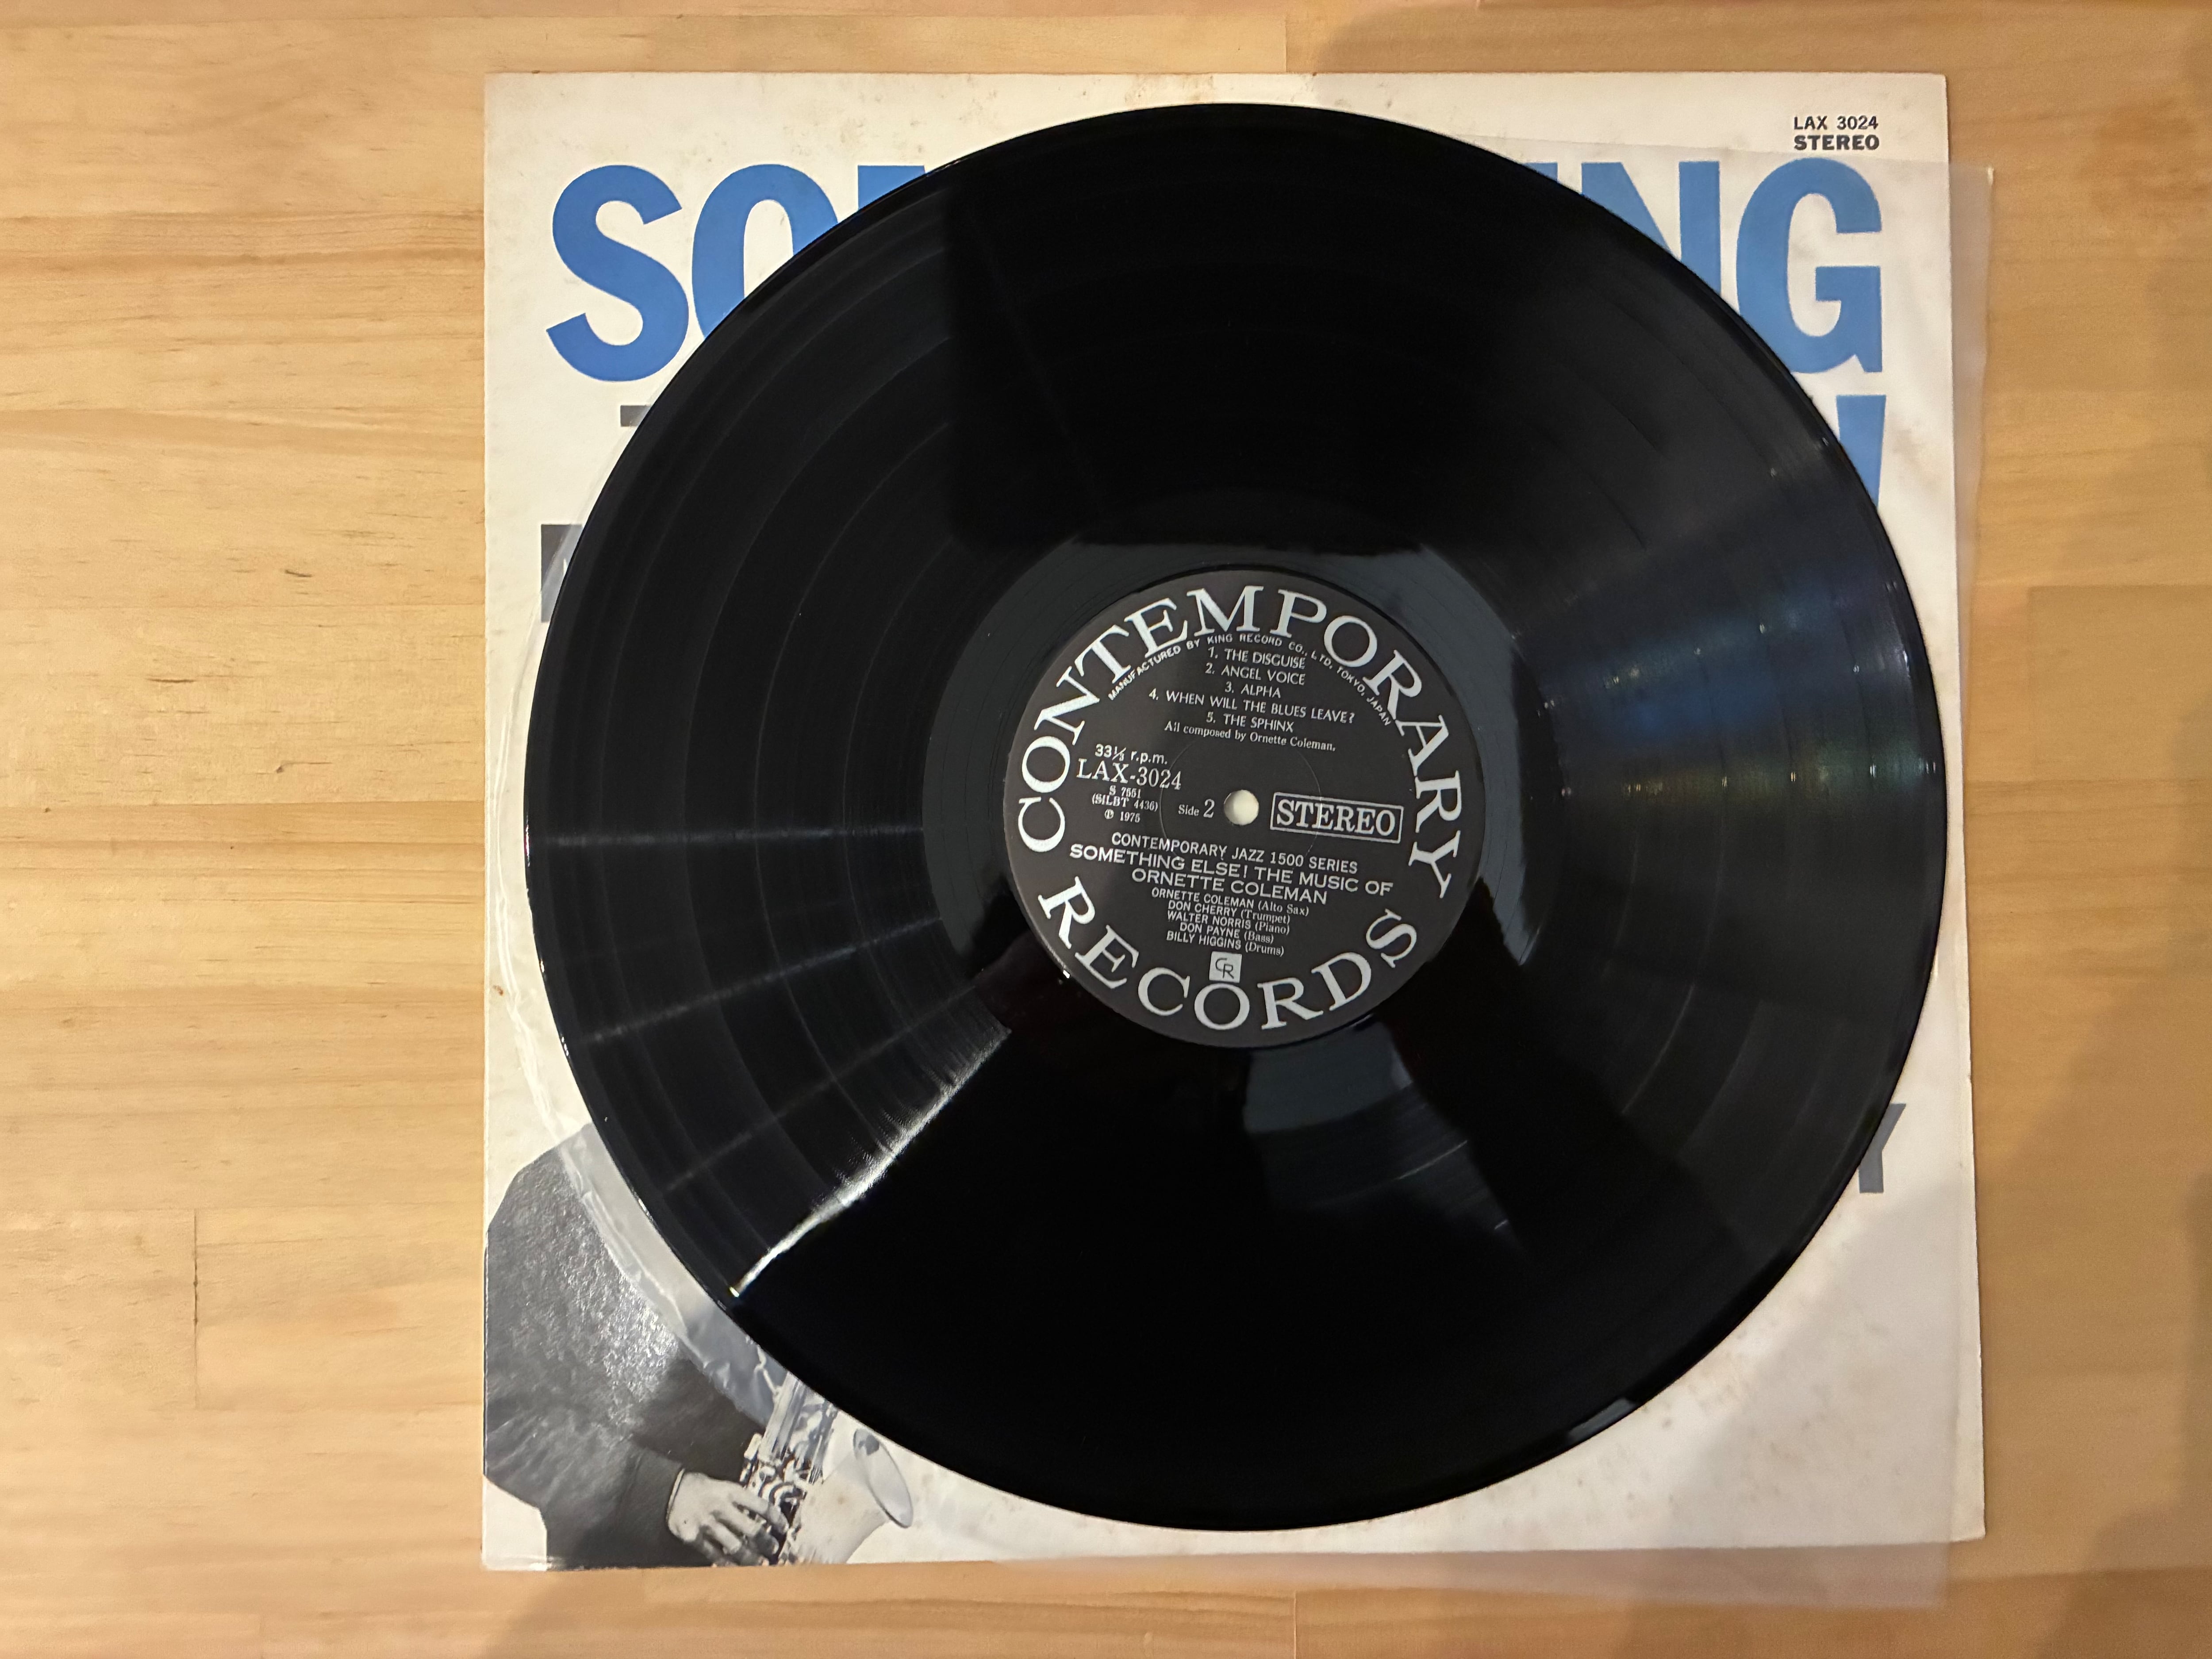 LAX 3024
STEREO
CONTEMPORARY RECORDS
MANUFACTURED BY KING RECORD CO., LTD, TOKYO, JAPAN
1. THE DISGUISE
2. ANGEL VOICE
3. ALPHA
4. WHEN WILL THE BLUES LEAVE?
5. THE SPHINX
All composed by Ornette Coleman.
33⅓ r.p.m.
LAX-3024
S 7551
(SILBT 4436)
℗ 1975
Side 2
STEREO
CONTEMPORARY JAZZ 1500 SERIES
SOMETHING ELSE! THE MUSIC OF
ORNETTE COLEMAN
ORNETTE COLEMAN (Alto Sax)
DON CHERRY (Trumpet)
WALTER NORRIS (Piano)
DON PAYNE (Bass)
BILLY HIGGINS (Drums)
CR